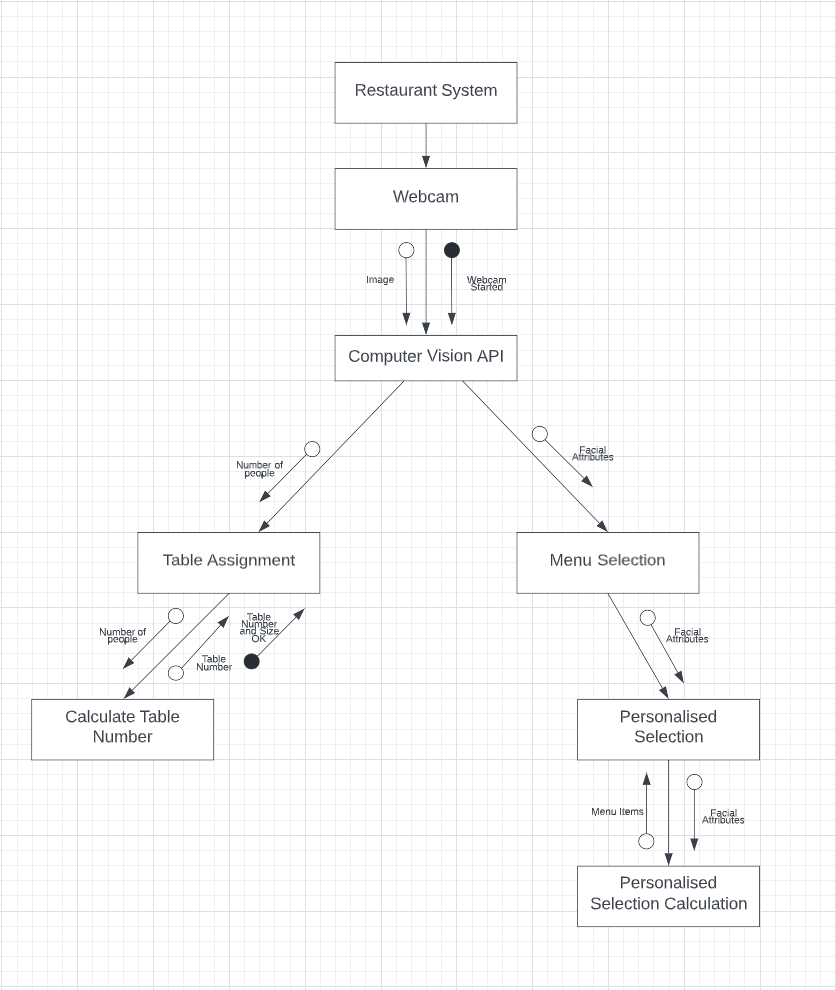 Restaurant System
Webcam
Image
Webcam
Started
Computer Vision API
Number of
people
Facial
Attributes
Table Assignment
Menu Selection
Number of
people
Table
Number
and Size
OK
Table
Number
Facial
Attributes
Calculate Table
Number
Personalised
Selection
Menu Items
Facial
Attributes
Personalised
Selection Calculation